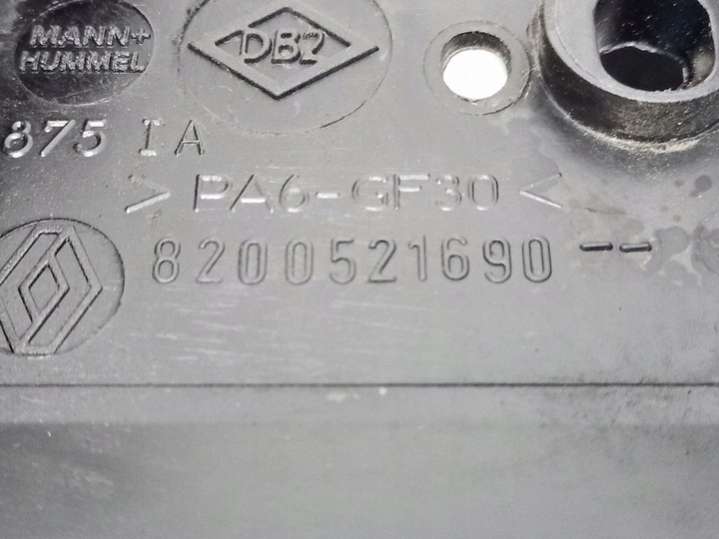 MANN+
HUMMEL
DB2
875 IA
> PA6-GF30 <
8200521690 --